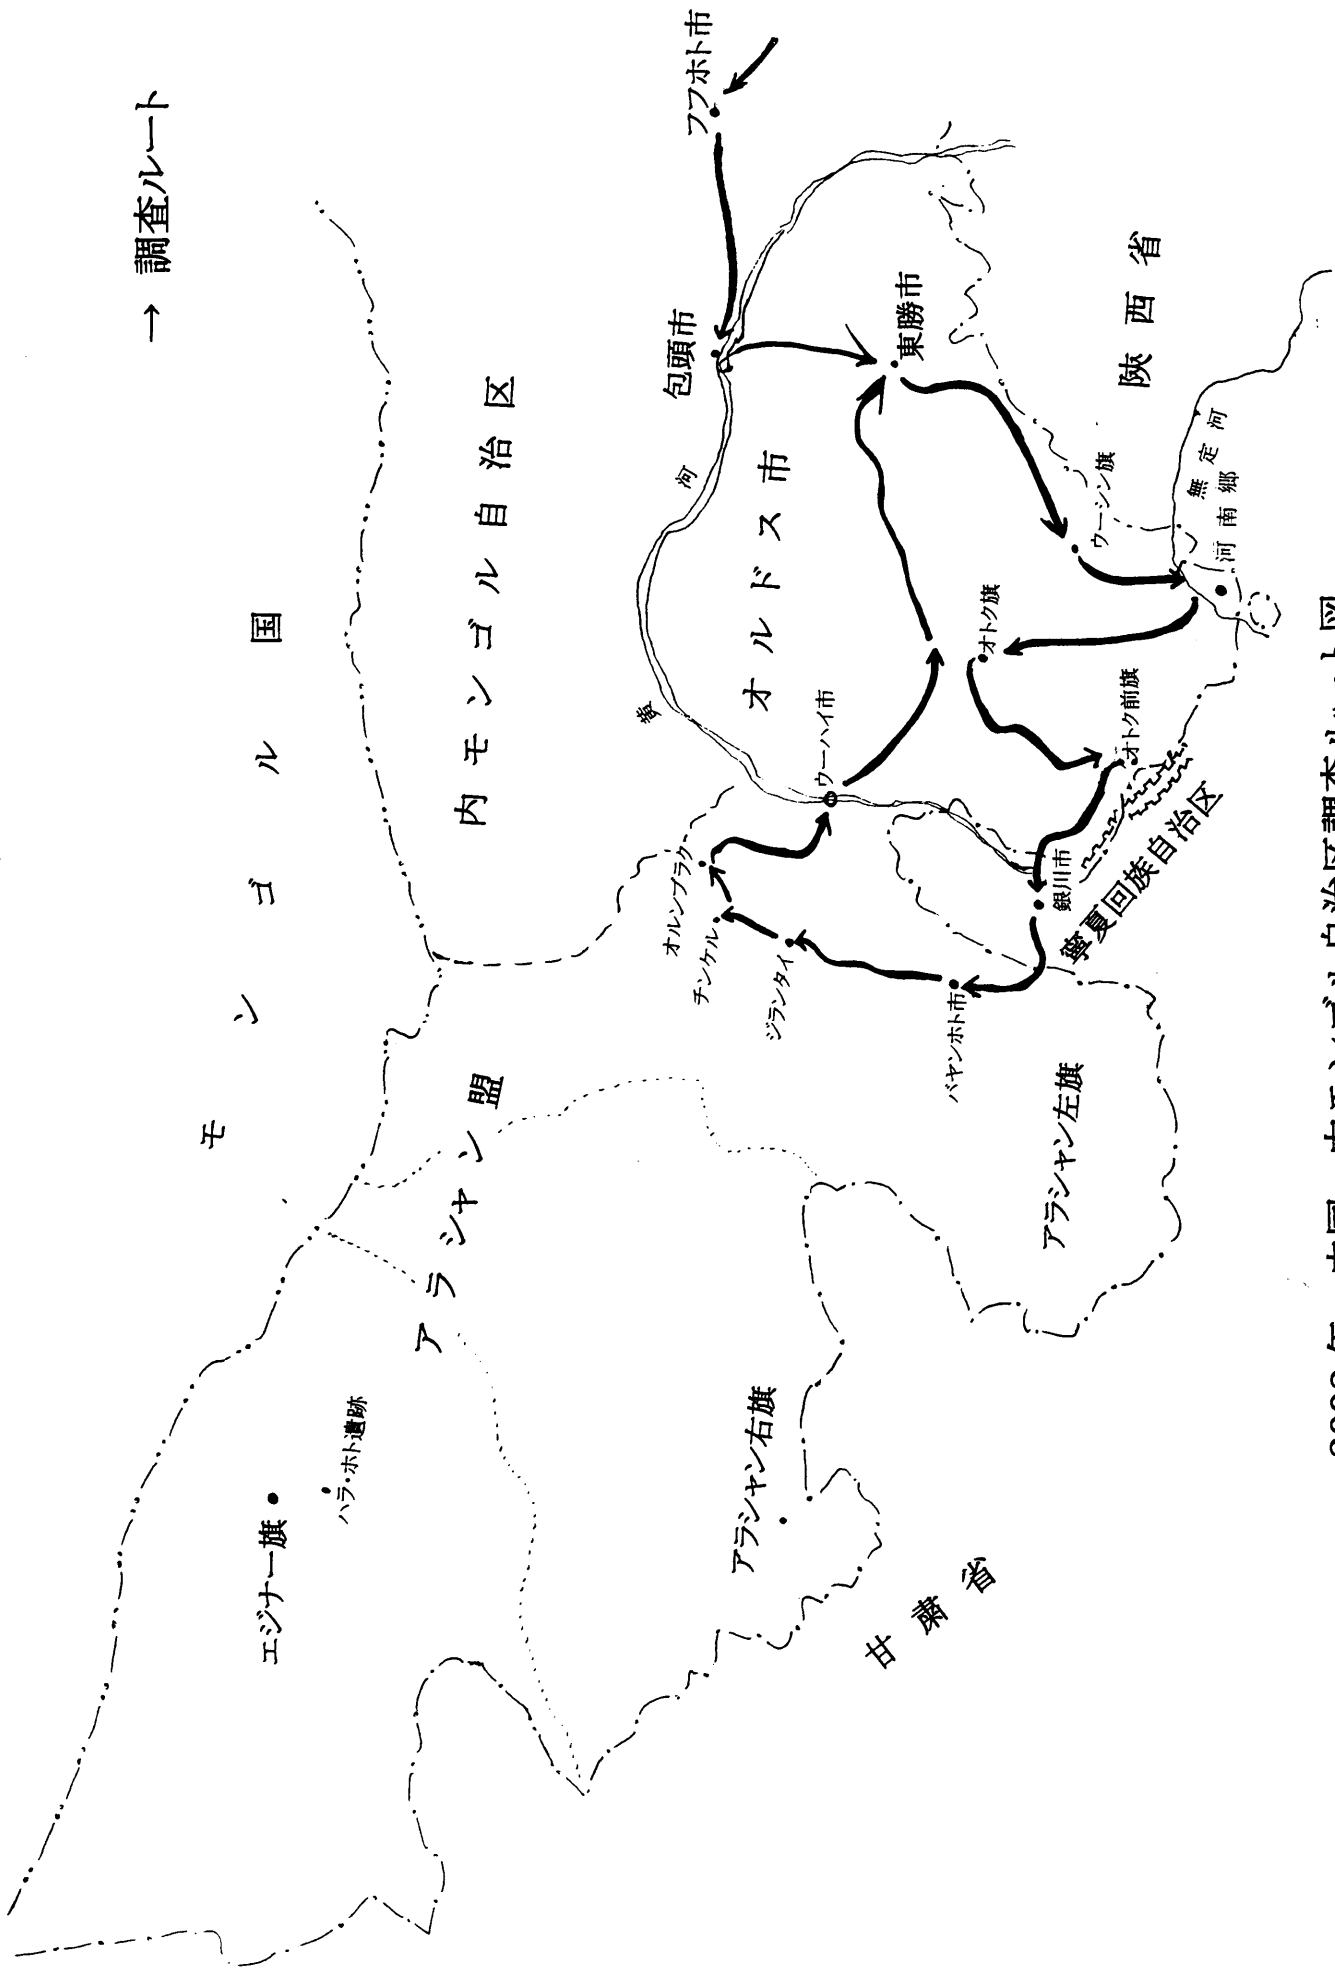 → 調査ルート
モンゴル国
内モンゴル自治区
アラシャン盟
エジナー旗
ハラ・ホト遺跡
アラシャン右旗
アラシャン左旗
甘粛省
フフホト市
包頭市
黄河
オルドス市
東勝市
陝西省
ウーシン旗
無定河
河南郷
オトク旗
オトク前旗
ウーハイ市
オルンブラク
チンケル
ジランタイ
バヤンホト市
銀川市
寧夏回族自治区